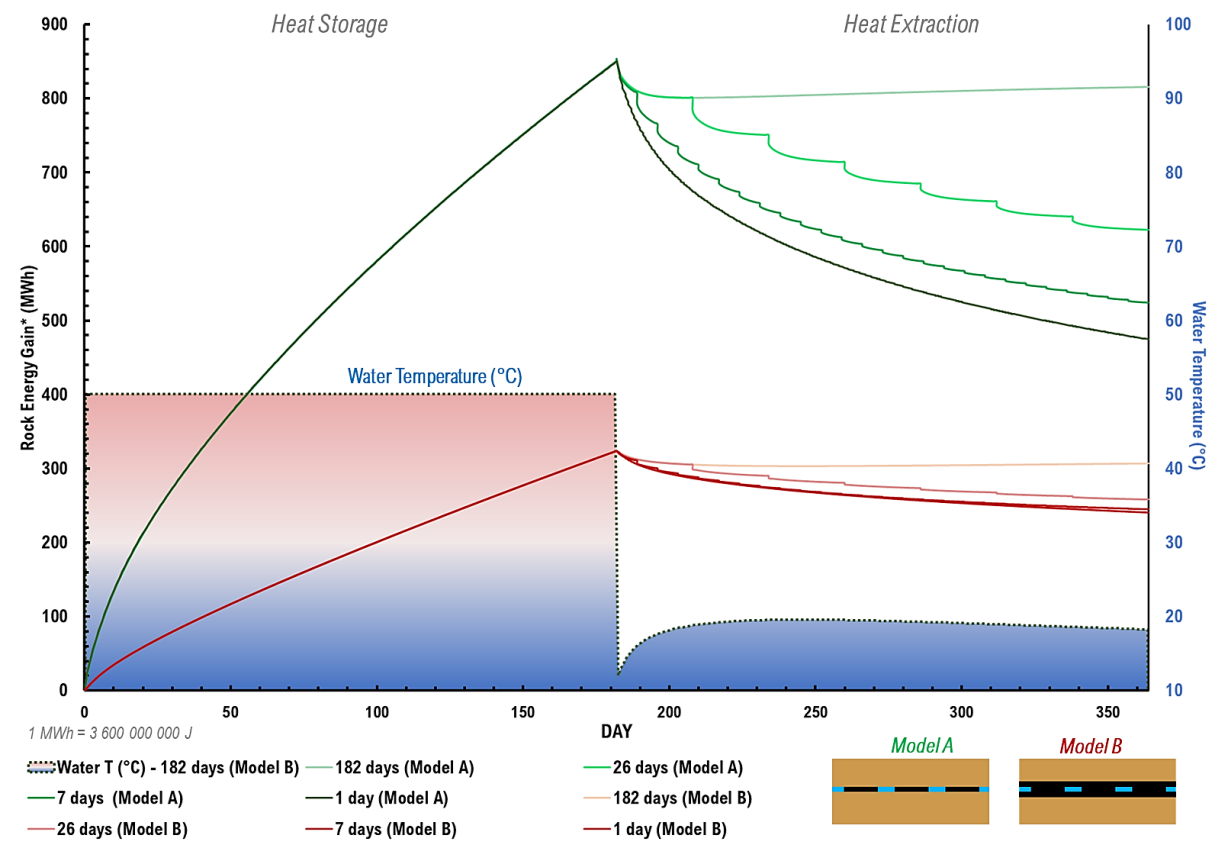 Heat Storage
Heat Extraction
900
800
700
600
500
400
300
200
100
0
Rock Energy Gain* (MWh)
100
90
80
70
60
50
40
30
20
10
Water Temperature (°C)
Water Temperature (°C)
0
50
100
150
200
250
300
350
DAY
1 MWh = 3 600 000 000 J
Water T (°C) - 182 days (Model B)
182 days (Model A)
26 days (Model A)
7 days (Model A)
1 day (Model A)
182 days (Model B)
26 days (Model B)
7 days (Model B)
1 day (Model B)
Model A
Model B